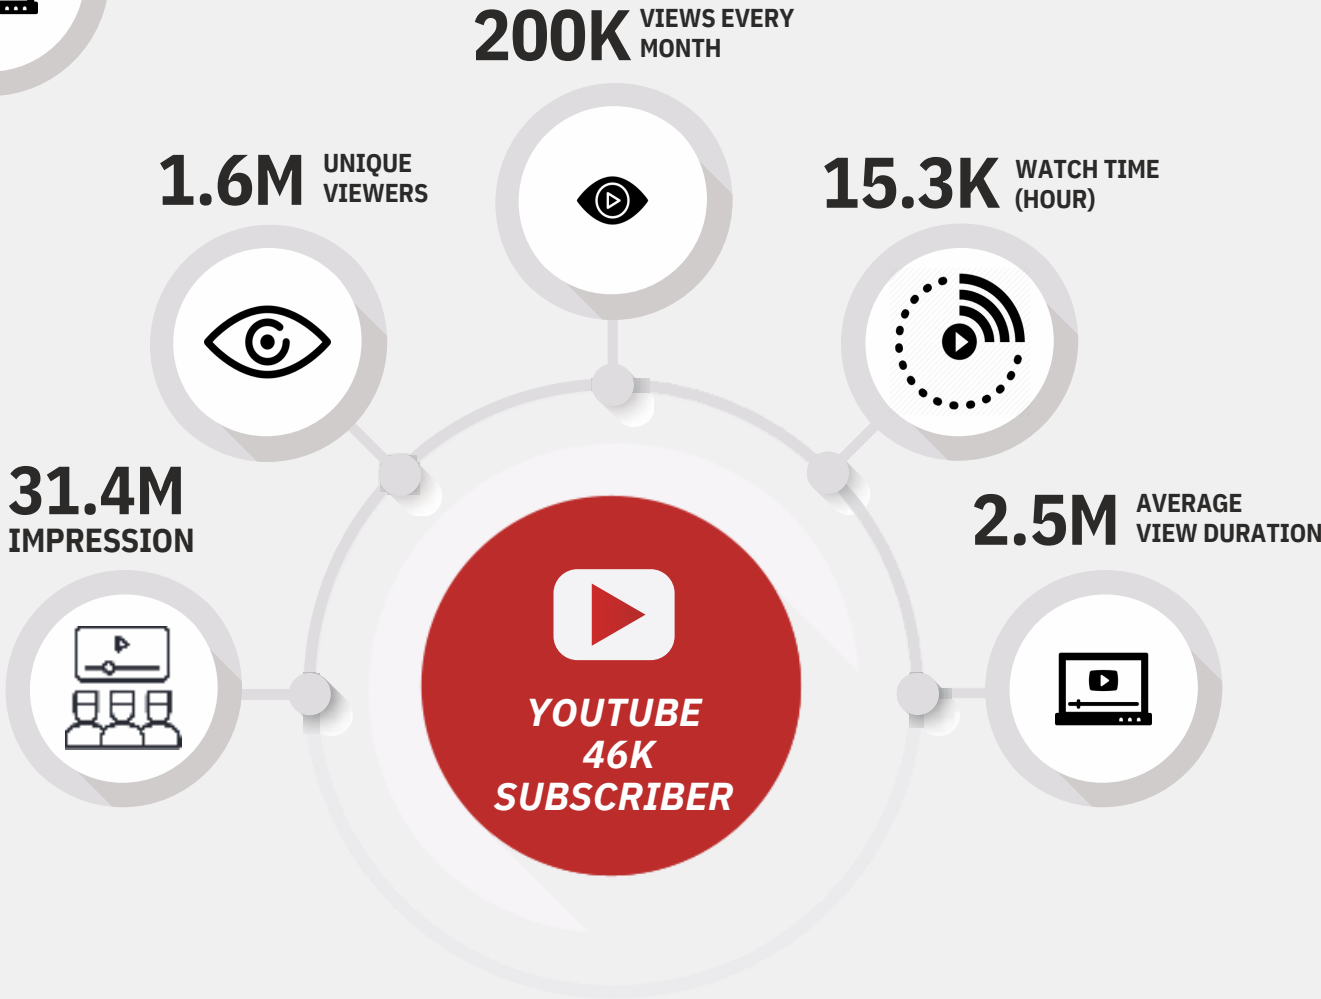 200K VIEWS EVERY
MONTH
1.6M UNIQUE
VIEWERS
15.3K WATCH TIME
(HOUR)
31.4M
IMPRESSION
2.5M AVERAGE
VIEW DURATION
YOUTUBE
46K
SUBSCRIBER